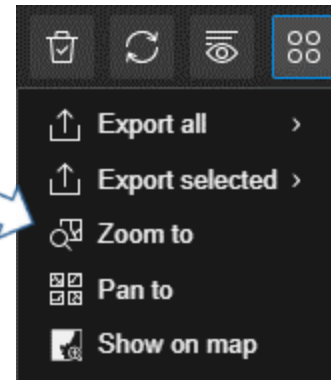 Export all
Export selected
Zoom to
Pan to
Show on map